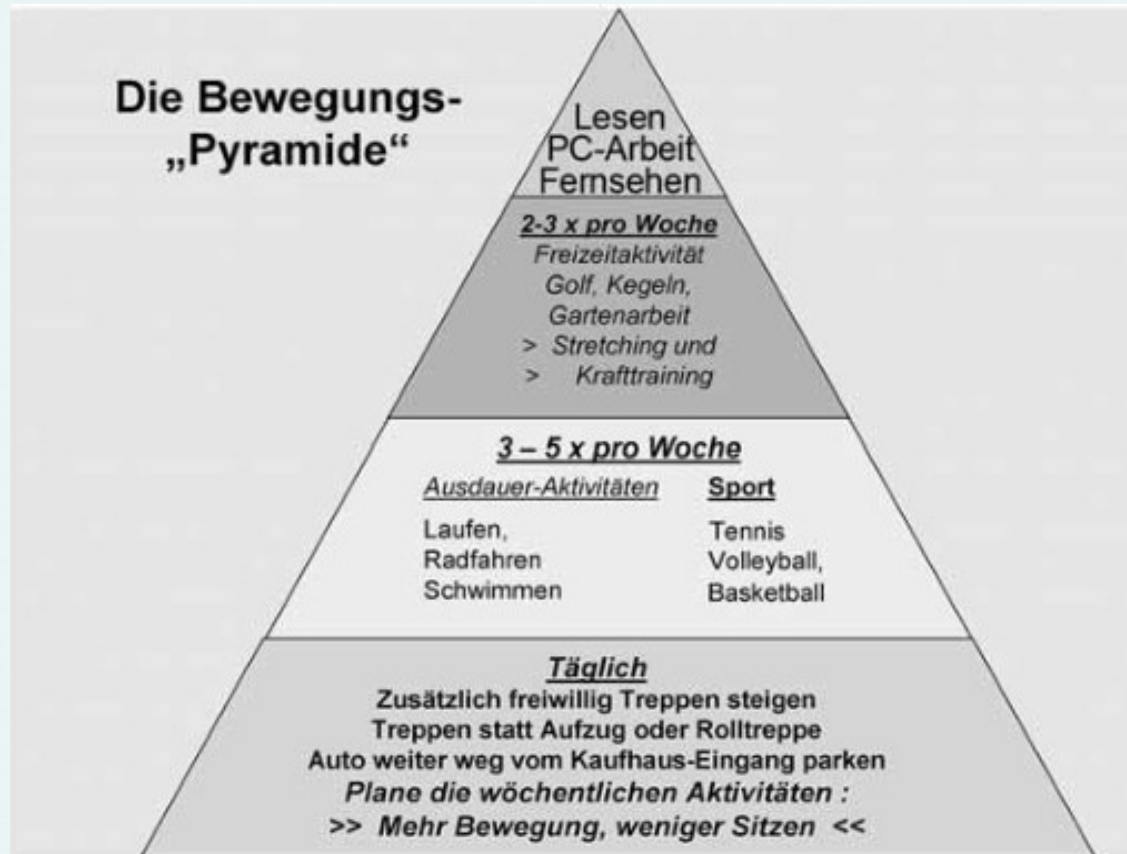 Die Bewegungs-
„Pyramide“
Lesen
PC-Arbeit
Fernsehen
2-3 x pro Woche
Freizeitaktivität
Golf, Kegeln,
Gartenarbeit
> Stretching und
> Krafttraining
3 – 5 x pro Woche
Ausdauer-Aktivitäten Sport
Laufen, Tennis
Radfahren Volleyball,
Schwimmen Basketball
Täglich
Zusätzlich freiwillig Treppen steigen
Treppen statt Aufzug oder Rolltreppe
Auto weiter weg vom Kaufhaus-Eingang parken
Plane die wöchentlichen Aktivitäten :
>> Mehr Bewegung, weniger Sitzen <<